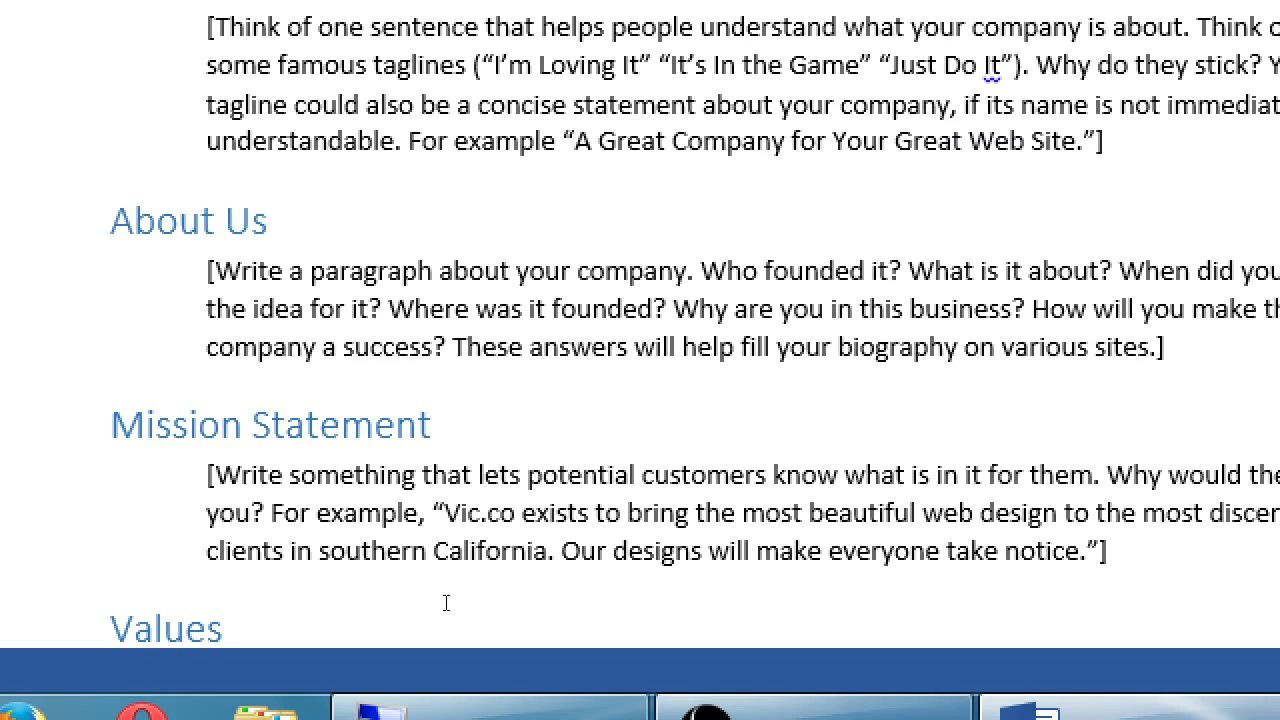 [Think of one sentence that helps people understand what your company is about. Think
some famous taglines (“I’m Loving It” “It’s In the Game” “Just Do It”). Why do they stick?
tagline could also be a concise statement about your company, if its name is not immediat
understandable. For example “A Great Company for Your Great Web Site.”]
About Us
[Write a paragraph about your company. Who founded it? What is it about? When did you
the idea for it? Where was it founded? Why are you in this business? How will you make th
company a success? These answers will help fill your biography on various sites.]
Mission Statement
[Write something that lets potential customers know what is in it for them. Why would the
you? For example, “Vic.co exists to bring the most beautiful web design to the most discer
clients in southern California. Our designs will make everyone take notice.”]
Values